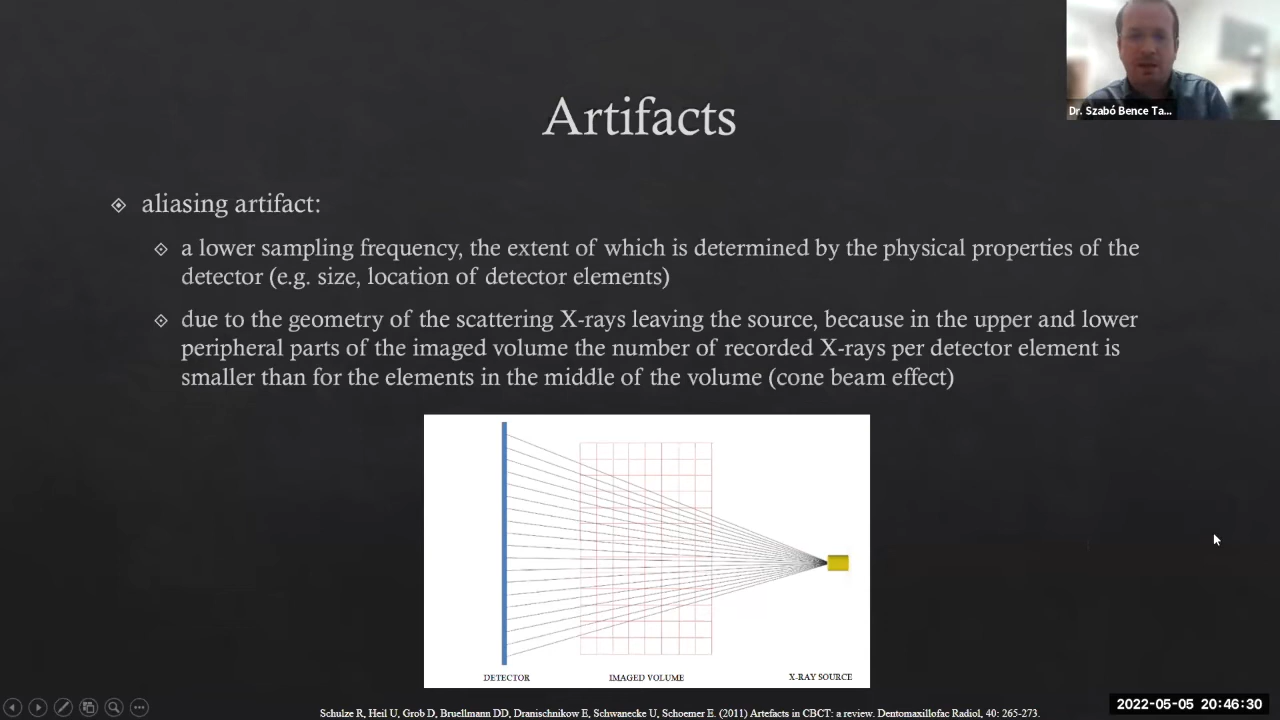 Dr. Szabó Bence Ta...
Artifacts
aliasing artifact:
a lower sampling frequency, the extent of which is determined by the physical properties of the
detector (e.g. size, location of detector elements)
due to the geometry of the scattering X-rays leaving the source, because in the upper and lower
peripheral parts of the imaged volume the number of recorded X-rays per detector element is
smaller than for the elements in the middle of the volume (cone beam effect)
DETECTOR
IMAGED VOLUME
X-RAY SOURCE
2022-05-05 20:46:30
Schulze R, Heil U, Grob D, Bruellmann DD, Dranischnikow E, Schwanecke U, Schoemer E. (2011) Artefacts in CBCT: a review. Dentomaxillofac Radiol, 40: 265-273.